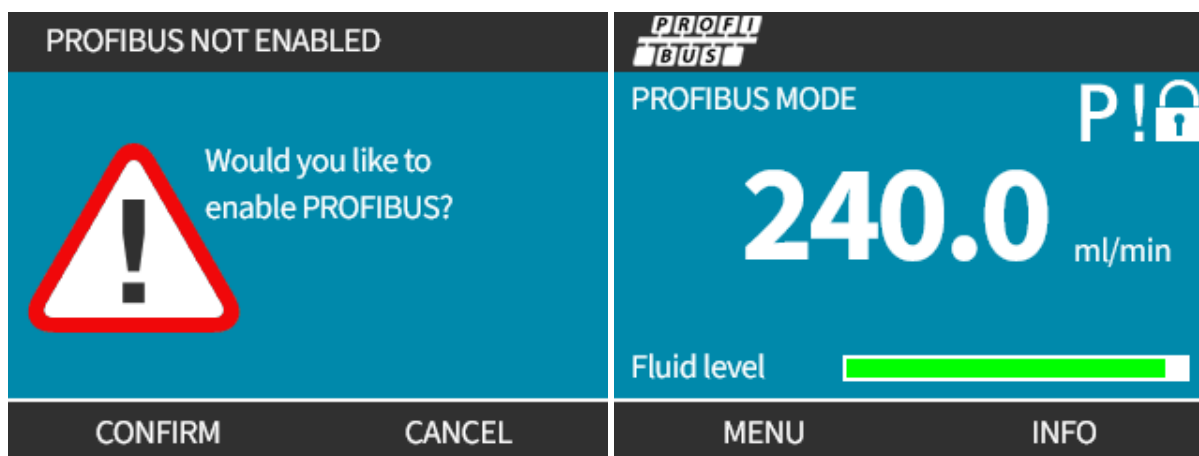 PROFIBUS NOT ENABLED
Would you like to
enable PROFIBUS?
!
CONFIRM CANCEL
PROFI
BUS
PROFIBUS MODE
P!
240.0 ml/min
Fluid level
MENU INFO